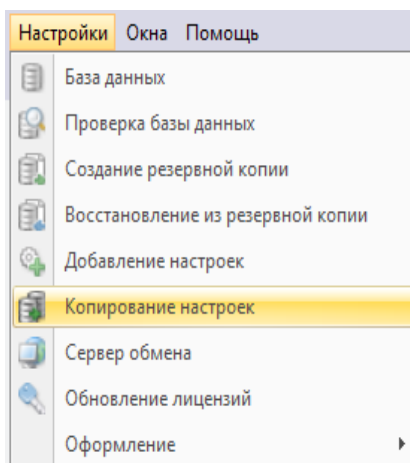 Настройки Окна Помощь
База данных
Проверка базы данных
Создание резервной копии
Восстановление из резервной копии
Добавление настроек
Копирование настроек
Сервер обмена
Обновление лицензий
Оформление